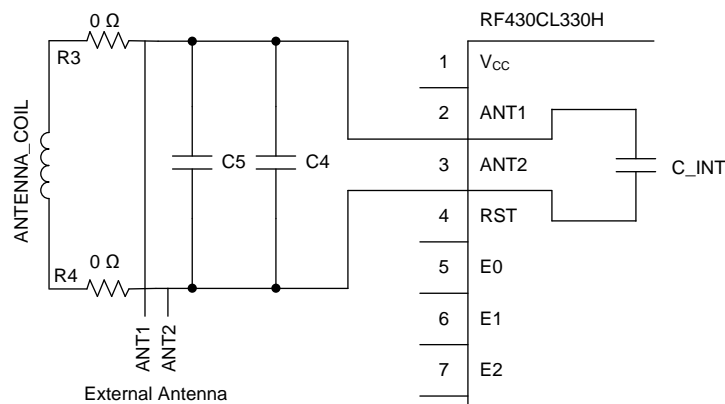 RF430CL330H
0 Ω
R3
ANTENNA_COIL
R4
0 Ω
C5
C4
ANT1
ANT2
External Antenna
1 VCC
2 ANT1
3 ANT2
4 RST
5 E0
6 E1
7 E2
C_INT